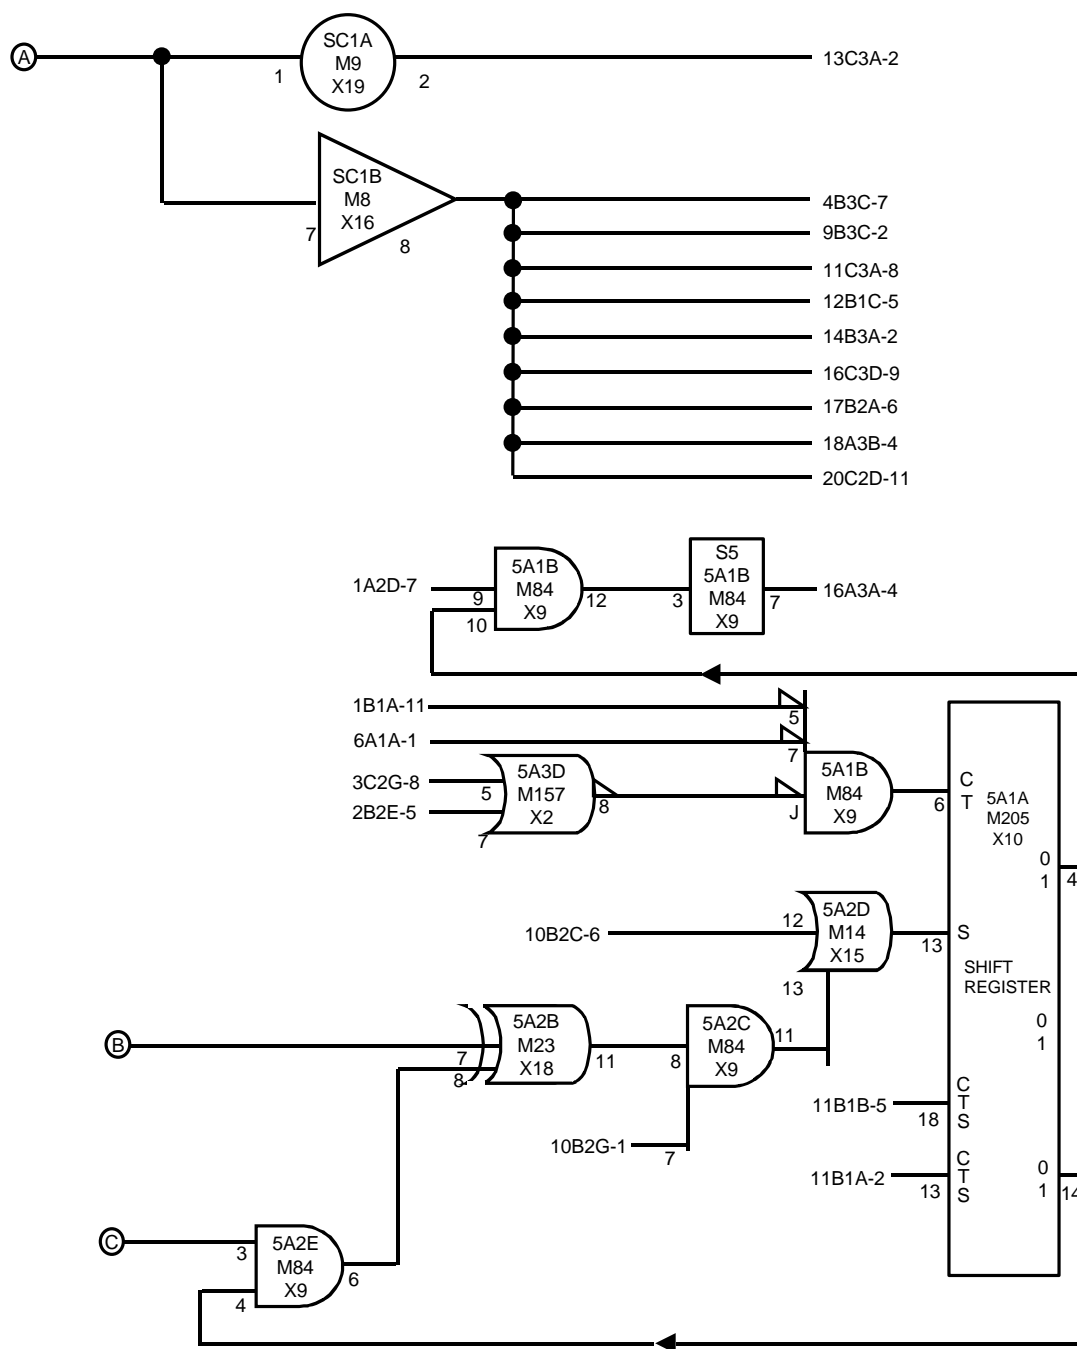 A
SC1A
M9
X19
1
2
13C3A-2
SC1B
M8
X16
7
8
4B3C-7
9B3C-2
11C3A-8
12B1C-5
14B3A-2
16C3D-9
17B2A-6
18A3B-4
20C2D-11
1A2D-7
9
10
5A1B
M84
X9
12
3
S5
5A1B
M84
X9
7
16A3A-4
1B1A-11
5
6A1A-1
7
3C2G-8
5
2B2E-5
7
5A3D
M157
X2
8
J
5A1B
M84
X9
6
C
T
5A1A
M205
X10
0
1
4
10B2C-6
12
13
5A2D
M14
X15
13
S
SHIFT
REGISTER
0
1
B
7
8
5A2B
M23
X18
11
8
5A2C
M84
X9
11
10B2G-1
7
11B1B-5
18
C
T
S
11B1A-2
13
C
T
S
0
1
14
C
3
4
5A2E
M84
X9
6